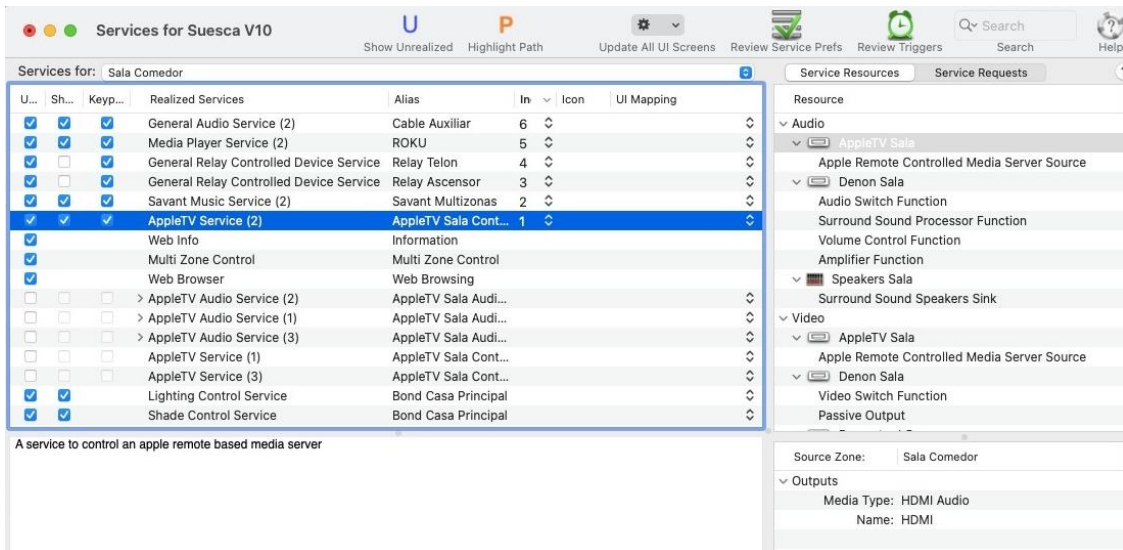 Services for Suesca V10
U
Show Unrealized
P
Highlight Path
Update All UI Screens
Review Service Prefs
Review Triggers
Search
Search
Help
Services for: Sala Comedor
Service Resources Service Requests
U... Sh... Keyp... Realized Services Alias In Icon UI Mapping
General Audio Service (2) Cable Auxiliar 6
Media Player Service (2) ROKU 5
General Relay Controlled Device Service Relay Telon 4
General Relay Controlled Device Service Relay Ascensor 3
Savant Music Service (2) Savant Multizonas 2
AppleTV Service (2) AppleTV Sala Cont... 1
Web Info Information
Multi Zone Control Multi Zone Control
Web Browser Web Browsing
> AppleTV Audio Service (2) AppleTV Sala Audi...
> AppleTV Audio Service (1) AppleTV Sala Audi...
> AppleTV Audio Service (3) AppleTV Sala Audi...
AppleTV Service (1) AppleTV Sala Cont...
AppleTV Service (3) AppleTV Sala Cont...
Lighting Control Service Bond Casa Principal
Shade Control Service Bond Casa Principal
A service to control an apple remote based media server
Resource
Audio
AppleTV Sala
Apple Remote Controlled Media Server Source
Denon Sala
Audio Switch Function
Surround Sound Processor Function
Volume Control Function
Amplifier Function
Speakers Sala
Surround Sound Speakers Sink
Video
AppleTV Sala
Apple Remote Controlled Media Server Source
Denon Sala
Video Switch Function
Passive Output
Source Zone: Sala Comedor
Outputs
Media Type: HDMI Audio
Name: HDMI